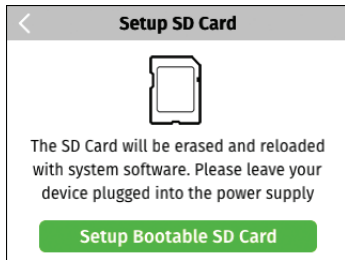 Setup SD Card
The SD Card will be erased and reloaded
with system software. Please leave your
device plugged into the power supply
Setup Bootable SD Card